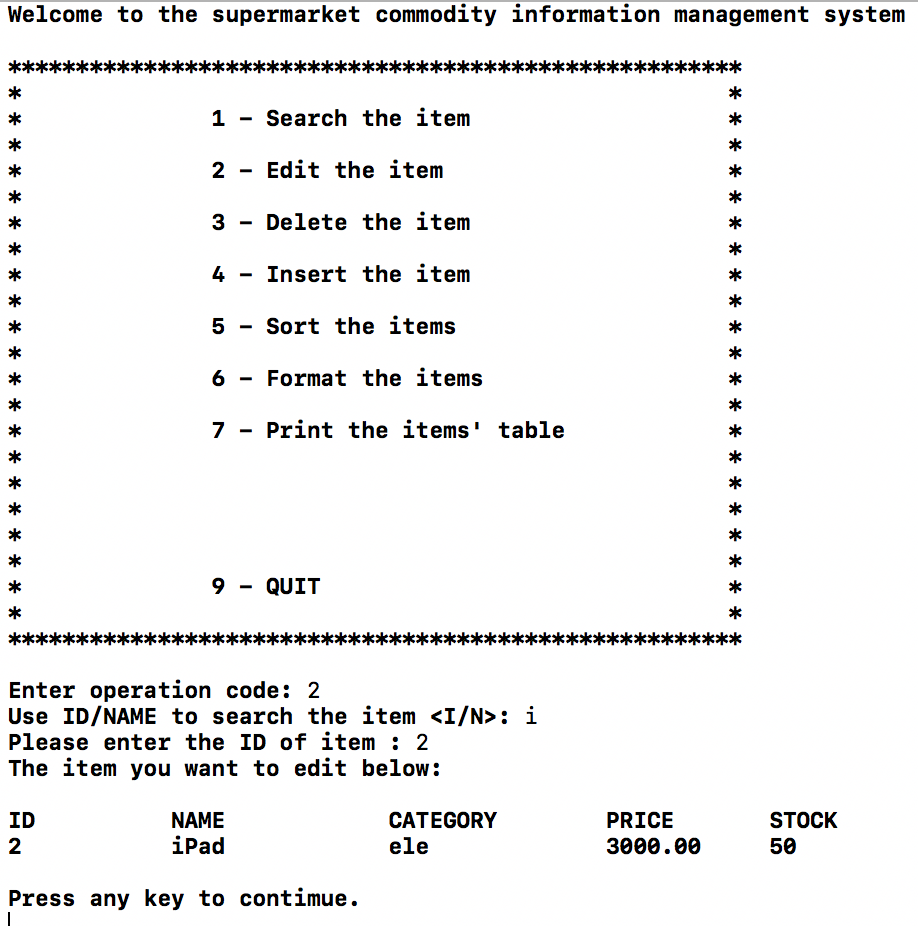 Welcome to the supermarket commodity information management system
******************************************************
*                                                    *
*              1 - Search the item                   *
*                                                    *
*              2 - Edit the item                     *
*                                                    *
*              3 - Delete the item                   *
*                                                    *
*              4 - Insert the item                   *
*                                                    *
*              5 - Sort the items                    *
*                                                    *
*              6 - Format the items                  *
*                                                    *
*              7 - Print the items' table            *
*                                                    *
*                                                    *
*                                                    *
*                                                    *
*                                                    *
*              9 - QUIT                              *
*                                                    *
******************************************************
Enter operation code: 2
Use ID/NAME to search the item <I/N>: i
Please enter the ID of item : 2
The item you want to edit below:
ID          NAME            CATEGORY        PRICE       STOCK
2           iPad            ele             3000.00     50
Press any key to contimue.